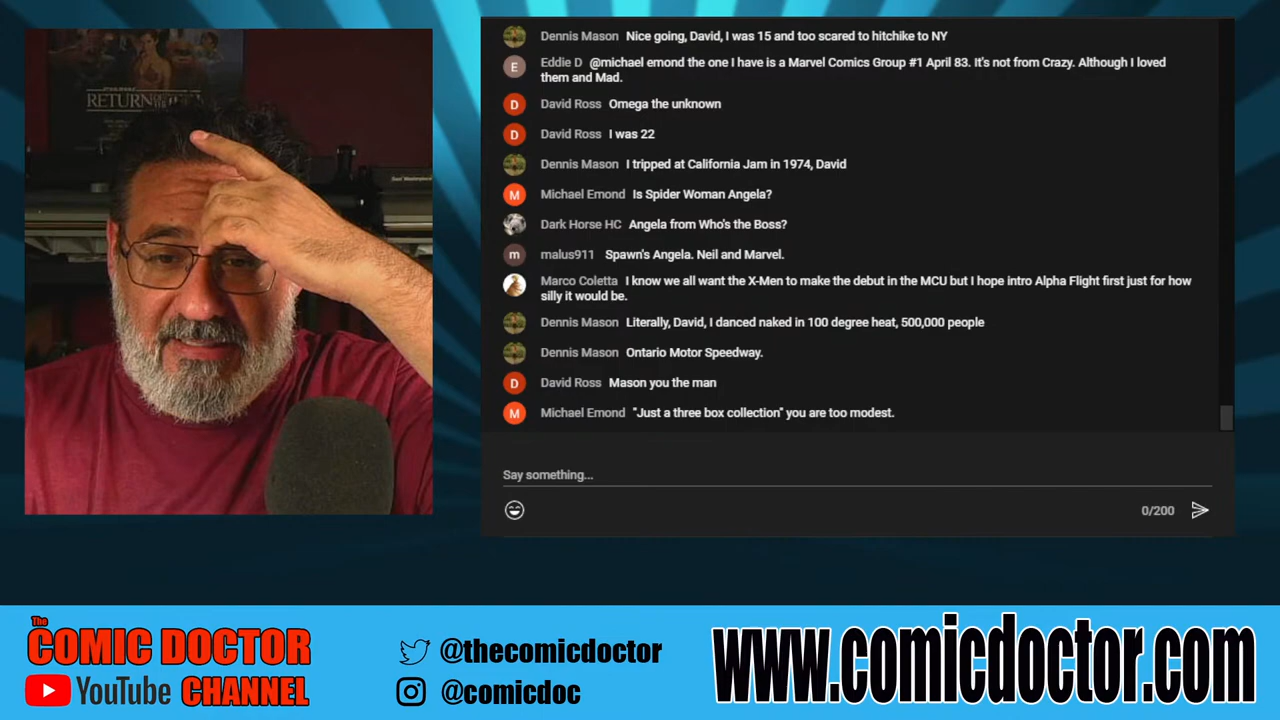 STAR WARS
RETURN OF THE JEDI
Dennis Mason Nice going, David, I was 15 and too scared to hitchike to NY
E Eddie D @michael emond the one I have is a Marvel Comics Group #1 April 83. It's not from Crazy. Although I loved
them and Mad.
D David Ross Omega the unknown
D David Ross I was 22
Dennis Mason I tripped at California Jam in 1974, David
M Michael Emond Is Spider Woman Angela?
Dark Horse HC Angela from Who's the Boss?
m malus911 Spawn's Angela. Neil and Marvel.
Marco Coletta I know we all want the X-Men to make the debut in the MCU but I hope intro Alpha Flight first just for how
silly it would be.
Dennis Mason Literally, David, I danced naked in 100 degree heat, 500,000 people
Dennis Mason Ontario Motor Speedway.
D David Ross Mason you the man
M Michael Emond "Just a three box collection" you are too modest.
Say something...
0/200
The
COMIC DOCTOR
YouTube CHANNEL
@thecomicdoctor
@comicdoc
www.comicdoctor.com